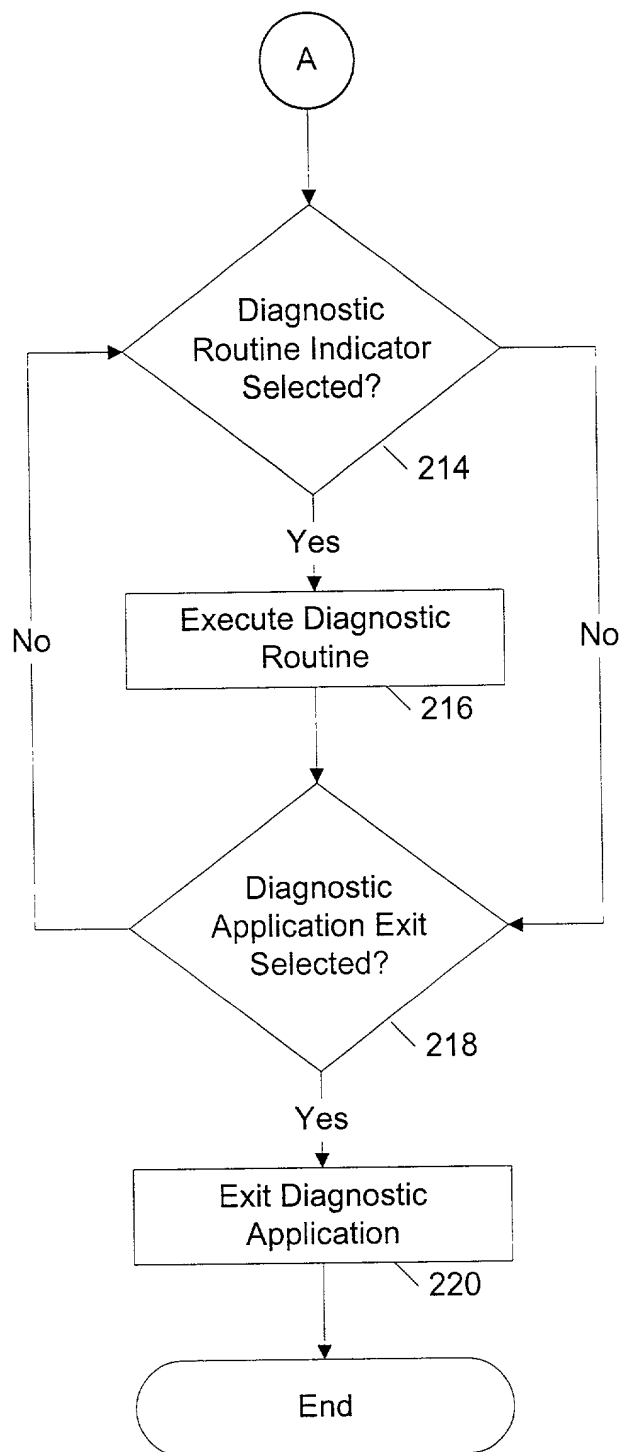 A
Diagnostic
Routine Indicator
Selected?
214
Yes
Execute Diagnostic
Routine
No
No
216
Diagnostic
Application Exit
Selected?
218
Yes
Exit Diagnostic
Application
220
End